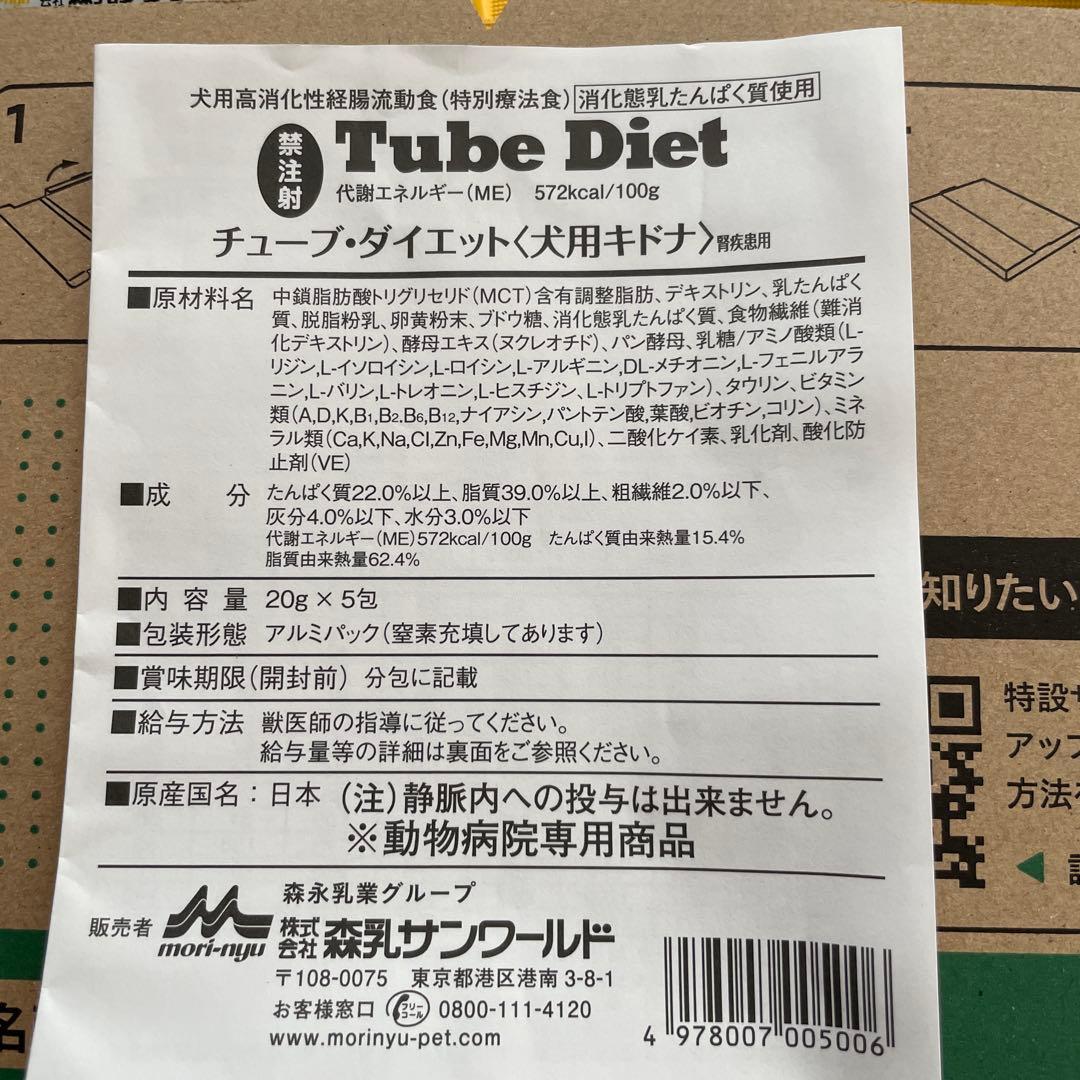 1
犬用高消化性経腸流動食(特別療法食) 消化態乳たんぱく質使用
禁注射
Tube Diet
代謝エネルギー(ME) 572kcal/100g
チューブ・ダイエット〈犬用キドナ〉腎疾患用
■原材料名 中鎖脂肪酸トリグリセリド(MCT)含有調整脂肪、デキストリン、乳たんぱく
質、脱脂粉乳、卵黄粉末、ブドウ糖、消化態乳たんぱく質、食物繊維(難消
化デキストリン)、酵母エキス(ヌクレオチド)、パン酵母、乳糖/アミノ酸類(L-
リジン,L-イソロイシン,L-ロイシン,L-アルギニン,DL-メチオニン,L-フェニルアラ
ニン,L-バリン,L-トレオニン,L-ヒスチジン、L-トリプトファン)、タウリン、ビタミン
類(A,D,K,B1,B2,B6,B12,ナイアシン,パントテン酸,葉酸,ビオチン,コリン)、ミネ
ラル類(Ca,K,Na,Cl,Zn,Fe,Mg,Mn,Cu,I)、二酸化ケイ素、乳化剤、酸化防
止剤(VE)
■成 分 たんぱく質22.0%以上、脂質39.0%以上、粗繊維2.0%以下、
灰分4.0%以下、水分3.0%以下
代謝エネルギー(ME)572kcal/100g たんぱく質由来熱量15.4%
脂質由来熱量62.4%
■内容量 20g×5包
■包装形態 アルミパック(窒素充填してあります)
■賞味期限(開封前) 分包に記載
■給与方法 獣医師の指導に従ってください。
給与量等の詳細は裏面をご参照ください。
■原産国名:日本 (注)静脈内への投与は出来ません。
※動物病院専用商品
森永乳業グループ
販売者 mori-nyu 株式会社 森乳サンワールド
〒108-0075 東京都港区港南3-8-1
お客様窓口 フリーコール 0800-111-4120
www.morinyu-pet.com
4 978007 005006
知りたい
特設
アップ
方法
名